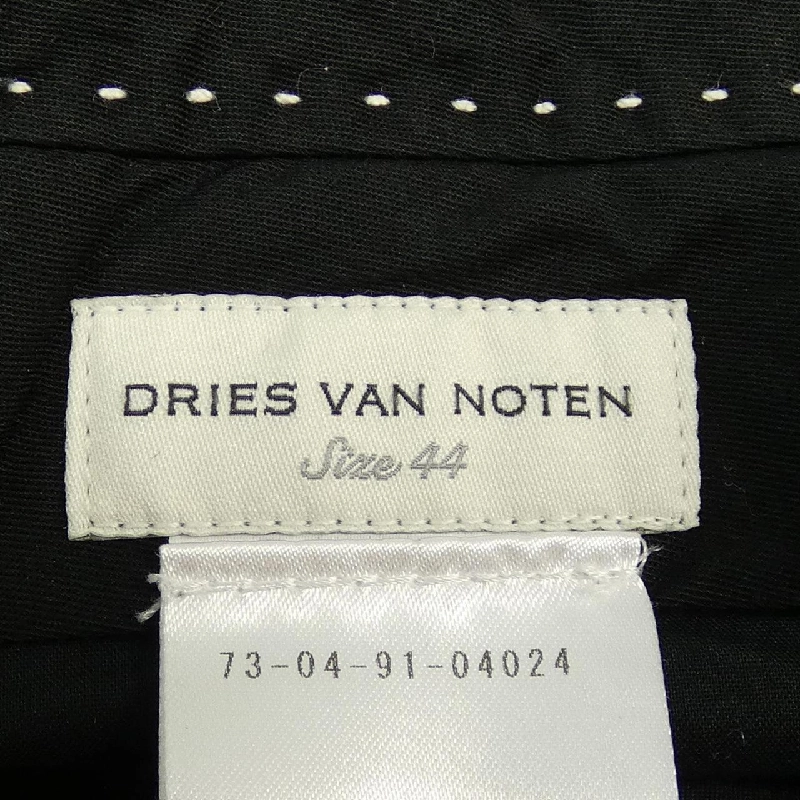 DRIES VAN NOTEN
Size 44
73-04-91-04024